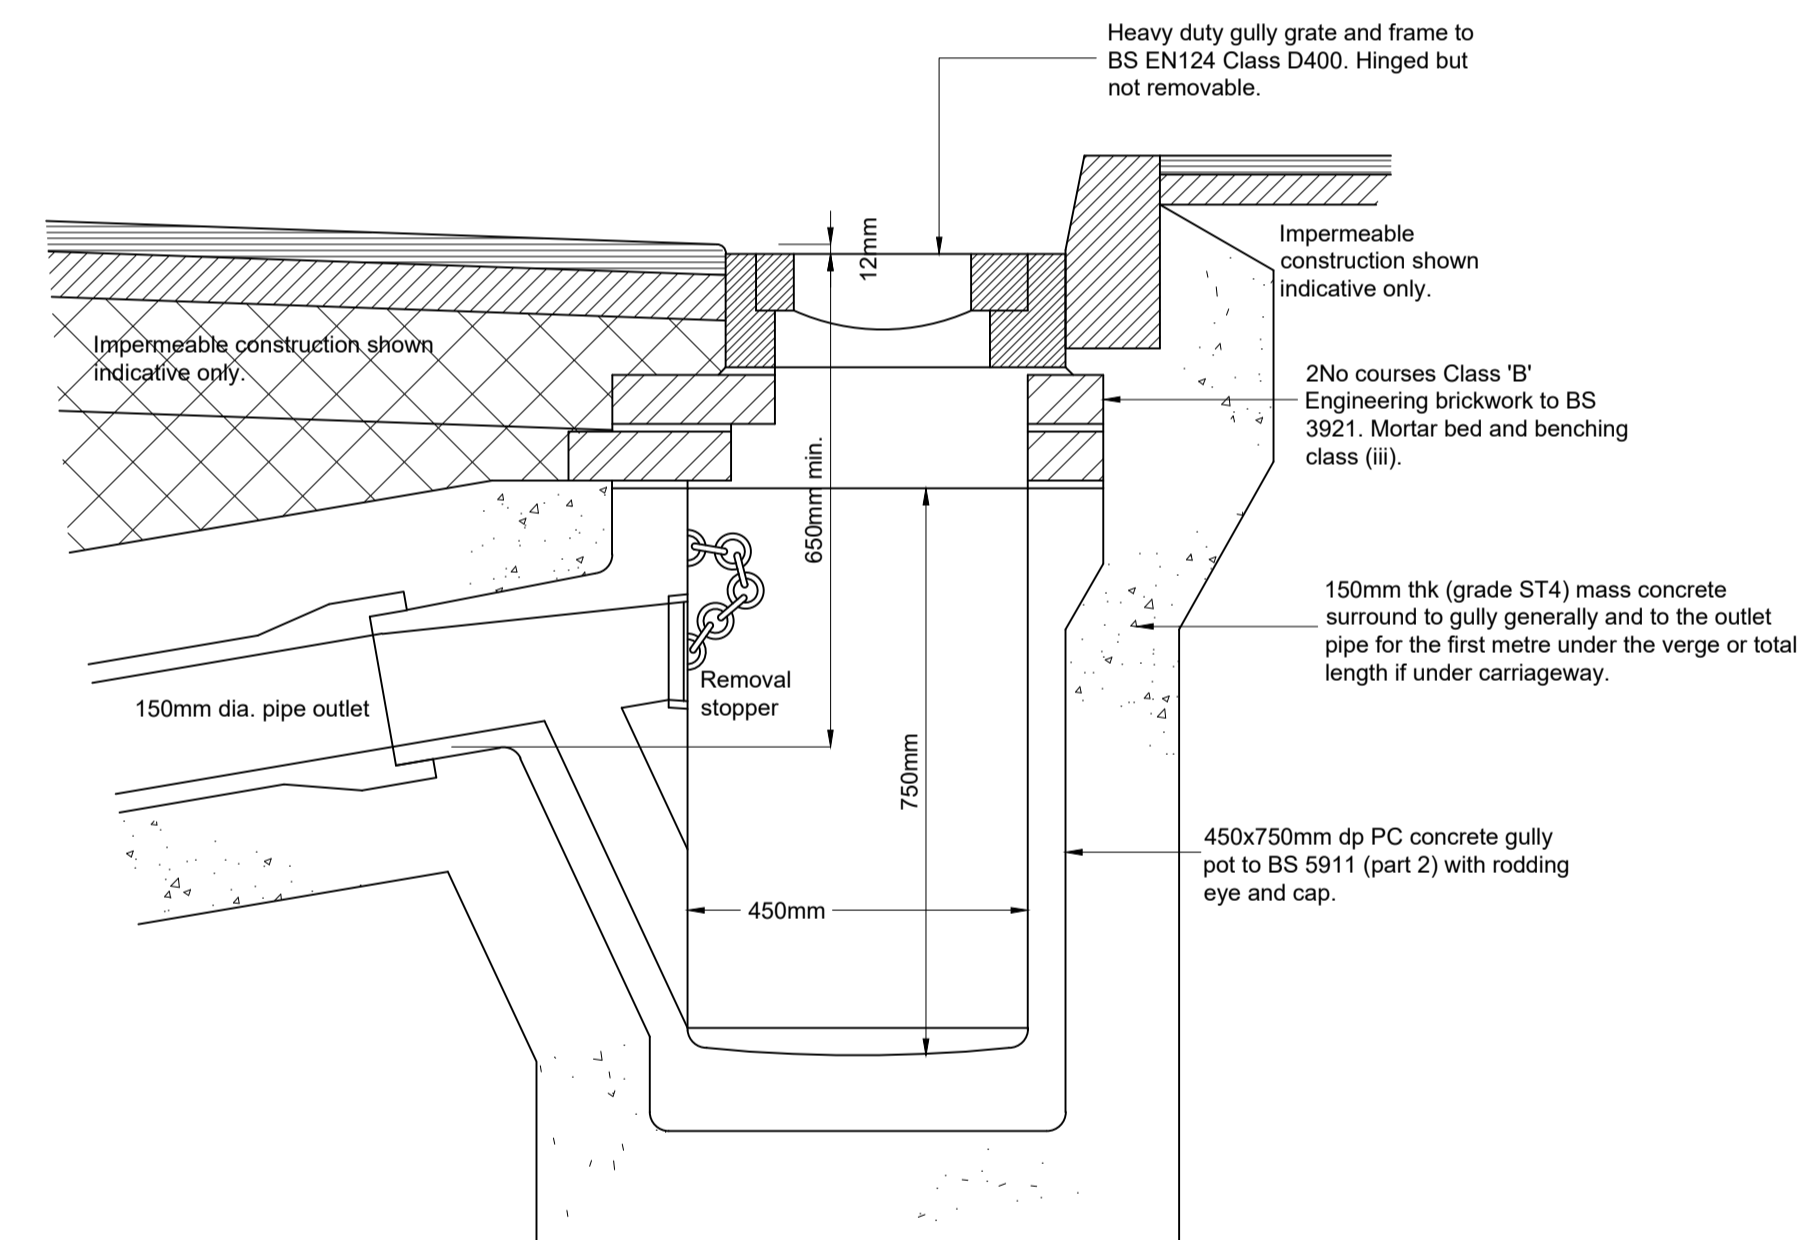 Heavy duty gully grate and frame to
BS EN124 Class D400. Hinged but
not removable.
12mm
Impermeable
construction shown
indicative only.
Impermeable construction shown
indicative only.
2No courses Class 'B'
Engineering brickwork to BS
3921. Mortar bed and benching
class (iii).
650mm min.
150mm thk (grade ST4) mass concrete
surround to gully generally and to the outlet
pipe for the first metre under the verge or total
length if under carriageway.
Removal
stopper
150mm dia. pipe outlet
750mm
450x750mm dp PC concrete gully
pot to BS 5911 (part 2) with rodding
eye and cap.
450mm